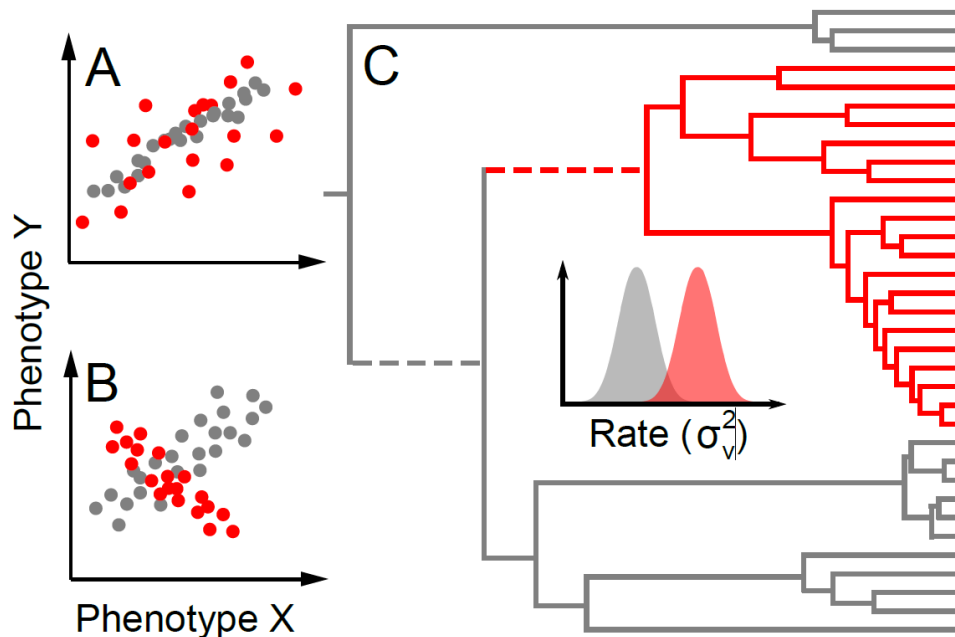 A
C
B
Phenotype Y
Phenotype X
Rate (σ²ᵥ)